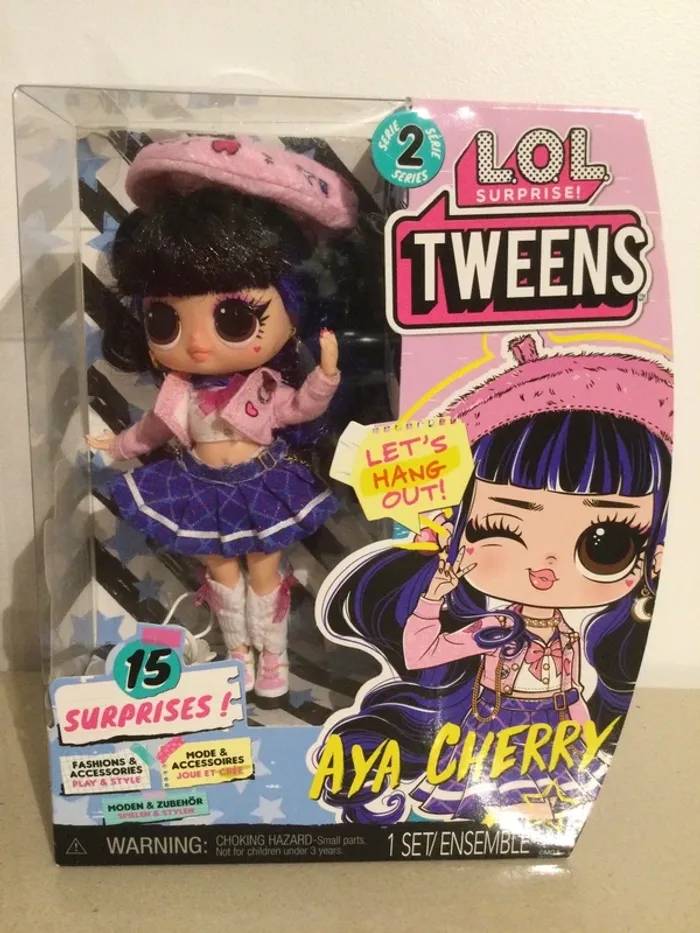 SERIE SÉRIE
2
SERIES
L.O.L.
SURPRISE!
TWEENS
LET'S
HANG
OUT!
15
SURPRISES!
FASHIONS &
ACCESSORIES
PLAY & STYLE
MODE &
ACCESSOIRES
JOUE ET CRÉE
MODEN & ZUBEHÖR
SPIELEN & STYLEN
AYA CHERRY
WARNING: CHOKING HAZARD-Small parts.
Not for children under 3 years.
1 SET/ENSEMBLE